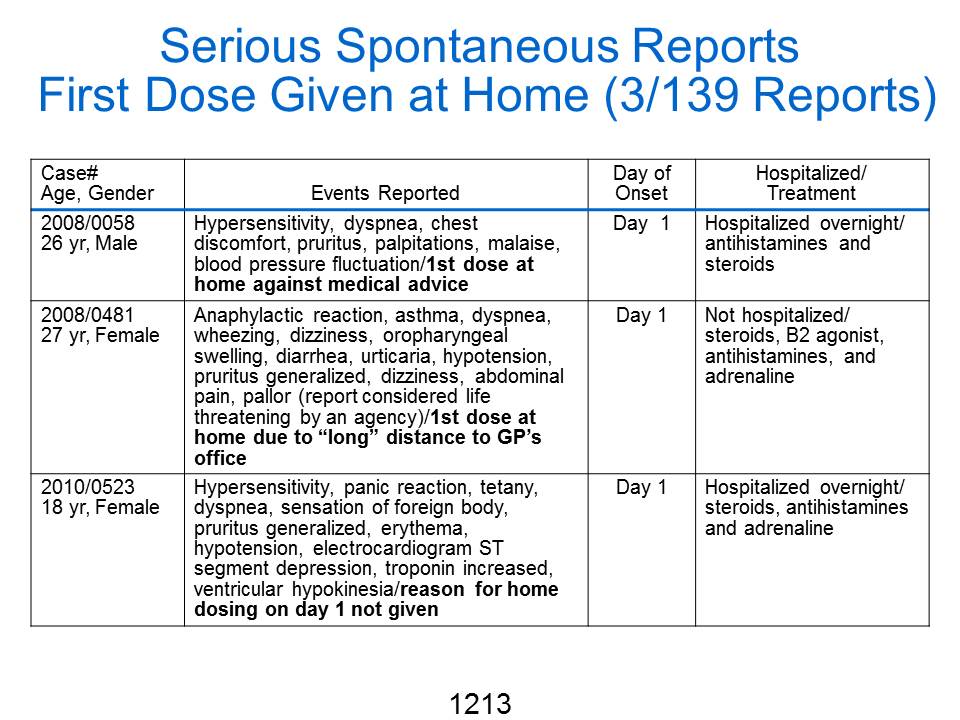 Serious Spontaneous Reports
First Dose Given at Home (3/139 Reports)
Case#
Age, Gender
Events Reported
Day of
Onset
Hospitalized/
Treatment
2008/0058
26 yr, Male
Hypersensitivity, dyspnea, chest
discomfort, pruritus, palpitations, malaise,
blood pressure fluctuation/1st dose at
home against medical advice
Day 1
Hospitalized overnight/
antihistamines and
steroids
2008/0481
27 yr, Female
Anaphylactic reaction, asthma, dyspnea,
wheezing, dizziness, oropharyngeal
swelling, diarrhea, urticaria, hypotension,
pruritus generalized, dizziness, abdominal
pain, pallor (report considered life
threatening by an agency)/1st dose at
home due to “long” distance to GP’s
office
Day 1
Not hospitalized/
steroids, B2 agonist,
antihistamines, and
adrenaline
2010/0523
18 yr, Female
Hypersensitivity, panic reaction, tetany,
dyspnea, sensation of foreign body,
pruritus generalized, erythema,
hypotension, electrocardiogram ST
segment depression, troponin increased,
ventricular hypokinesia/reason for home
dosing on day 1 not given
Day 1
Hospitalized overnight/
steroids, antihistamines
and adrenaline
1213